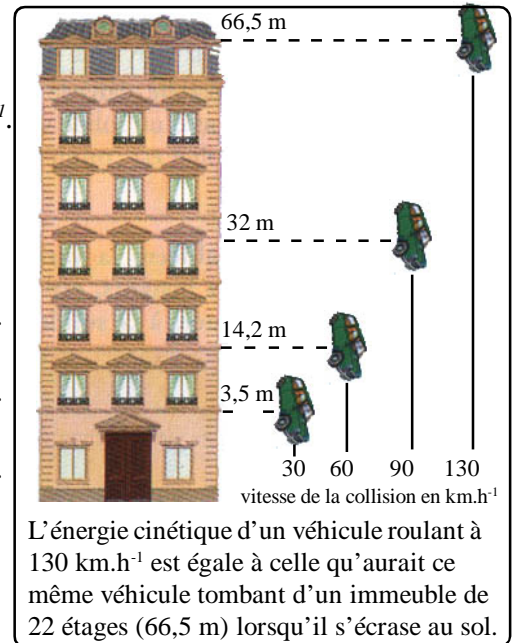 66,5 m
32 m
14,2 m
3,5 m
30 60 90 130
vitesse de la collision en km.h⁻¹
L'énergie cinétique d'un véhicule roulant à
130 km.h⁻¹ est égale à celle qu'aurait ce
même véhicule tombant d'un immeuble de
22 étages (66,5 m) lorsqu'il s'écrase au sol.